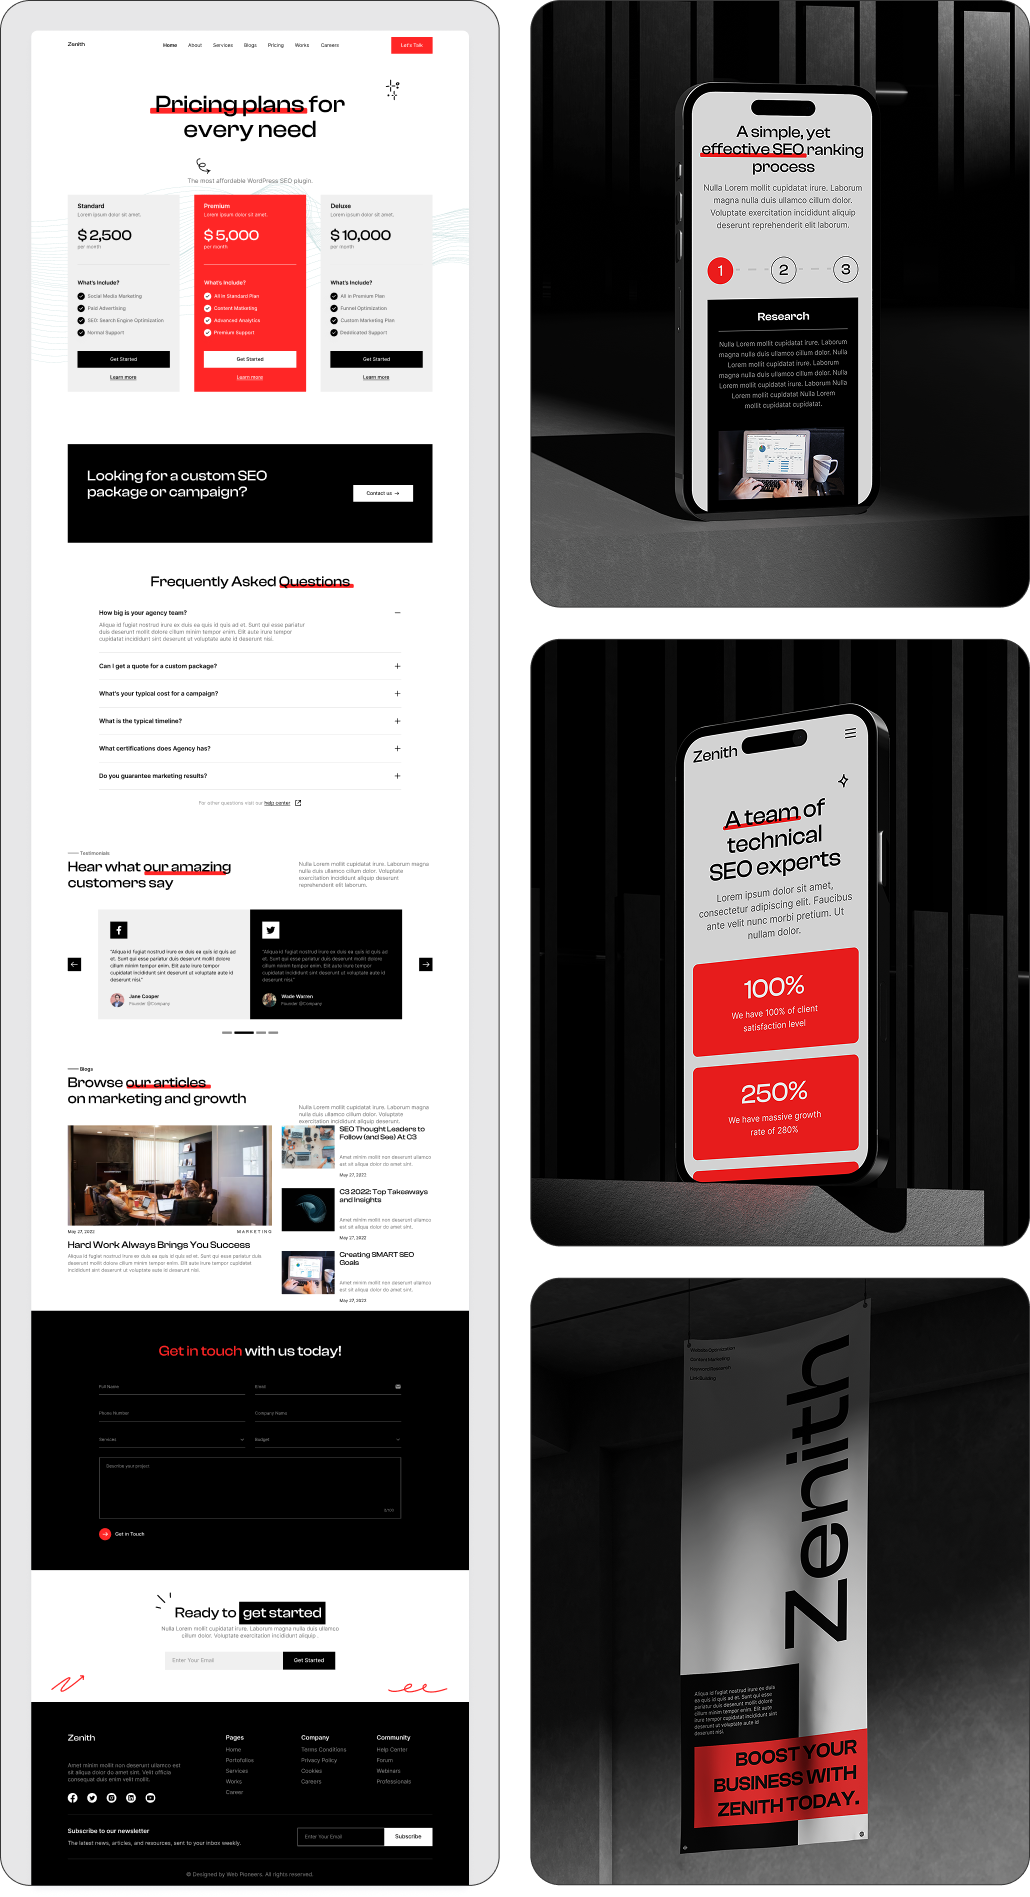 Zenith
Home About Services Blogs Pricing Works Careers
Let's Talk
Pricing plans for
every need
The most affordable WordPress SEO plugin.
Standard
Lorem ipsum dolor sit amet.
$ 2,500
per month
What's Include?
Social Media Marketing
Paid Advertising
SEO: Search Engine Optimization
Normal Support
Get Started
Learn more
Premium
Lorem ipsum dolor sit amet.
$ 5,000
per month
What's Include?
All in Standard Plan
Content Marketing
Advanced Analytics
Premium Support
Get Started
Learn more
Deluxe
Lorem ipsum dolor sit amet.
$ 10,000
per month
What's Include?
All in Premium Plan
Funnel Optimization
Custom Marketing Plan
Deadicated Support
Get Started
Learn more
Looking for a custom SEO
package or campaign?
Contact us
Frequently Asked Questions
How big is your agency team?
Aliqua id fugiat nostrud irure ex duis ea quis id quis ad et. Sunt qui esse pariatur
duis deserunt mollit dolore cillum minim tempor enim. Elit aute irure tempor
cupidatat incididunt sint deserunt ut voluptate aute id deserunt nisi.
Can I get a quote for a custom package?
What's your typical cost for a campaign?
What is the typical timeline?
What certifications does Agency has?
Do you guarantee marketing results?
For other questions visit our help center
Testimonials
Hear what our amazing
customers say
Nulla Lorem mollit cupidatat irure. Laborum magna
nulla duis ullamco cillum dolor. Voluptate
exercitation incididunt aliquip deserunt
reprehenderit elit laborum.
"Aliqua id fugiat nostrud irure ex duis ea quis id quis ad
et. Sunt qui esse pariatur duis deserunt mollit dolore
cillum minim tempor enim. Elit aute irure tempor
cupidatat incididunt sint deserunt ut voluptate aute id
deserunt nisi."
Jane Cooper
Founder @Company
"Aliqua id fugiat nostrud irure ex duis ea quis id quis ad
et. Sunt qui esse pariatur duis deserunt mollit dolore
cillum minim tempor enim. Elit aute irure tempor
cupidatat incididunt sint deserunt ut voluptate aute id
deserunt nisi."
Wade Warren
Founder @Company
Blogs
Browse our articles
on marketing and growth
Nulla Lorem mollit cupidatat irure. Laborum magna
nulla duis ullamco cillum dolor. Voluptate
exercitation incididunt aliquip deserunt.
May 27, 2022
MARKETING
Hard Work Always Brings You Success
Aliqua id fugiat nostrud irure ex duis ea quis id quis ad et. Sunt qui esse pariatur duis
deserunt mollit dolore cillum minim tempor enim. Elit aute irure tempor cupidatat
incididunt sint deserunt ut voluptate aute id deserunt nisi.
SEO Thought Leaders to
Follow (and See) At C3
Amet minim mollit non deserunt ullamco
est sit aliqua dolor do amet sint.
May 27, 2022
C3 2022: Top Takeaways
and Insights
Amet minim mollit non deserunt ullamco
est sit aliqua dolor do amet sint.
May 27, 2022
Creating SMART SEO
Goals
Amet minim mollit non deserunt ullamco
est sit aliqua dolor do amet sint.
May 27, 2022
Get in touch with us today!
Full Name
Email
Phone Number
Company Name
Services
Budget
Describe your project
Get in Touch
Ready to get started
Nulla Lorem mollit cupidatat irure. Laborum magna nulla duis ullamco
cillum dolor. Voluptate exercitation incididunt aliquip .
Enter Your Email
Get Started
Zenith
Amet minim mollit non deserunt ullamco est
sit aliqua dolor do amet sint. Velit officia
consequat duis enim velit mollit.
Pages
Home
Portofolios
Services
Works
Career
Company
Terms Conditions
Privacy Policy
Cookies
Careers
Community
Help Center
Forum
Webinars
Professionals
Subscribe to our newsletter
The latest news, articles, and resources, sent to your inbox weekly.
Enter Your Email
Subscribe
© Designed by Web Pioneers. All rights reserved.
A simple, yet
effective SEO ranking
process
Nulla Lorem mollit cupidatat irure. Laborum
magna nulla duis ullamco cillum dolor.
Voluptate exercitation incididunt aliquip
deserunt reprehenderit elit laborum.
1 2 3
Research
Nulla Lorem mollit cupidatat irure. Laborum
magna nulla duis ullamco cillum dolor. Nulla
Lorem mollit cupidatat irure. Laborum
magna nulla duis ullamco cillum dolor. Nulla
Lorem mollit cupidatat irure. Laborum Nulla
Lorem mollit cupidatat Nulla Lorem
mollit cupidatat cupidatat.
Zenith
A team of
technical
SEO experts
Lorem ipsum dolor sit amet,
consectetur adipiscing elit. Faucibus
ante velit nunc morbi pretium. Ut
nullam dolor.
100%
We have 100% of client
satisfaction level
250%
We have massive growth
rate of 280%
Website Optimization
Content Marketing
Keyword Research
Link Building
Zenith
Aliqua id fugiat nostrud irure ex duis
ea quis id quis ad et. Sunt qui esse
pariatur duis deserunt mollit dolore
cillum minim tempor enim. Elit aute
irure tempor cupidatat incididunt sint
deserunt ut voluptate aute id
deserunt nisi.
BOOST YOUR
BUSINESS WITH
ZENITH TODAY.